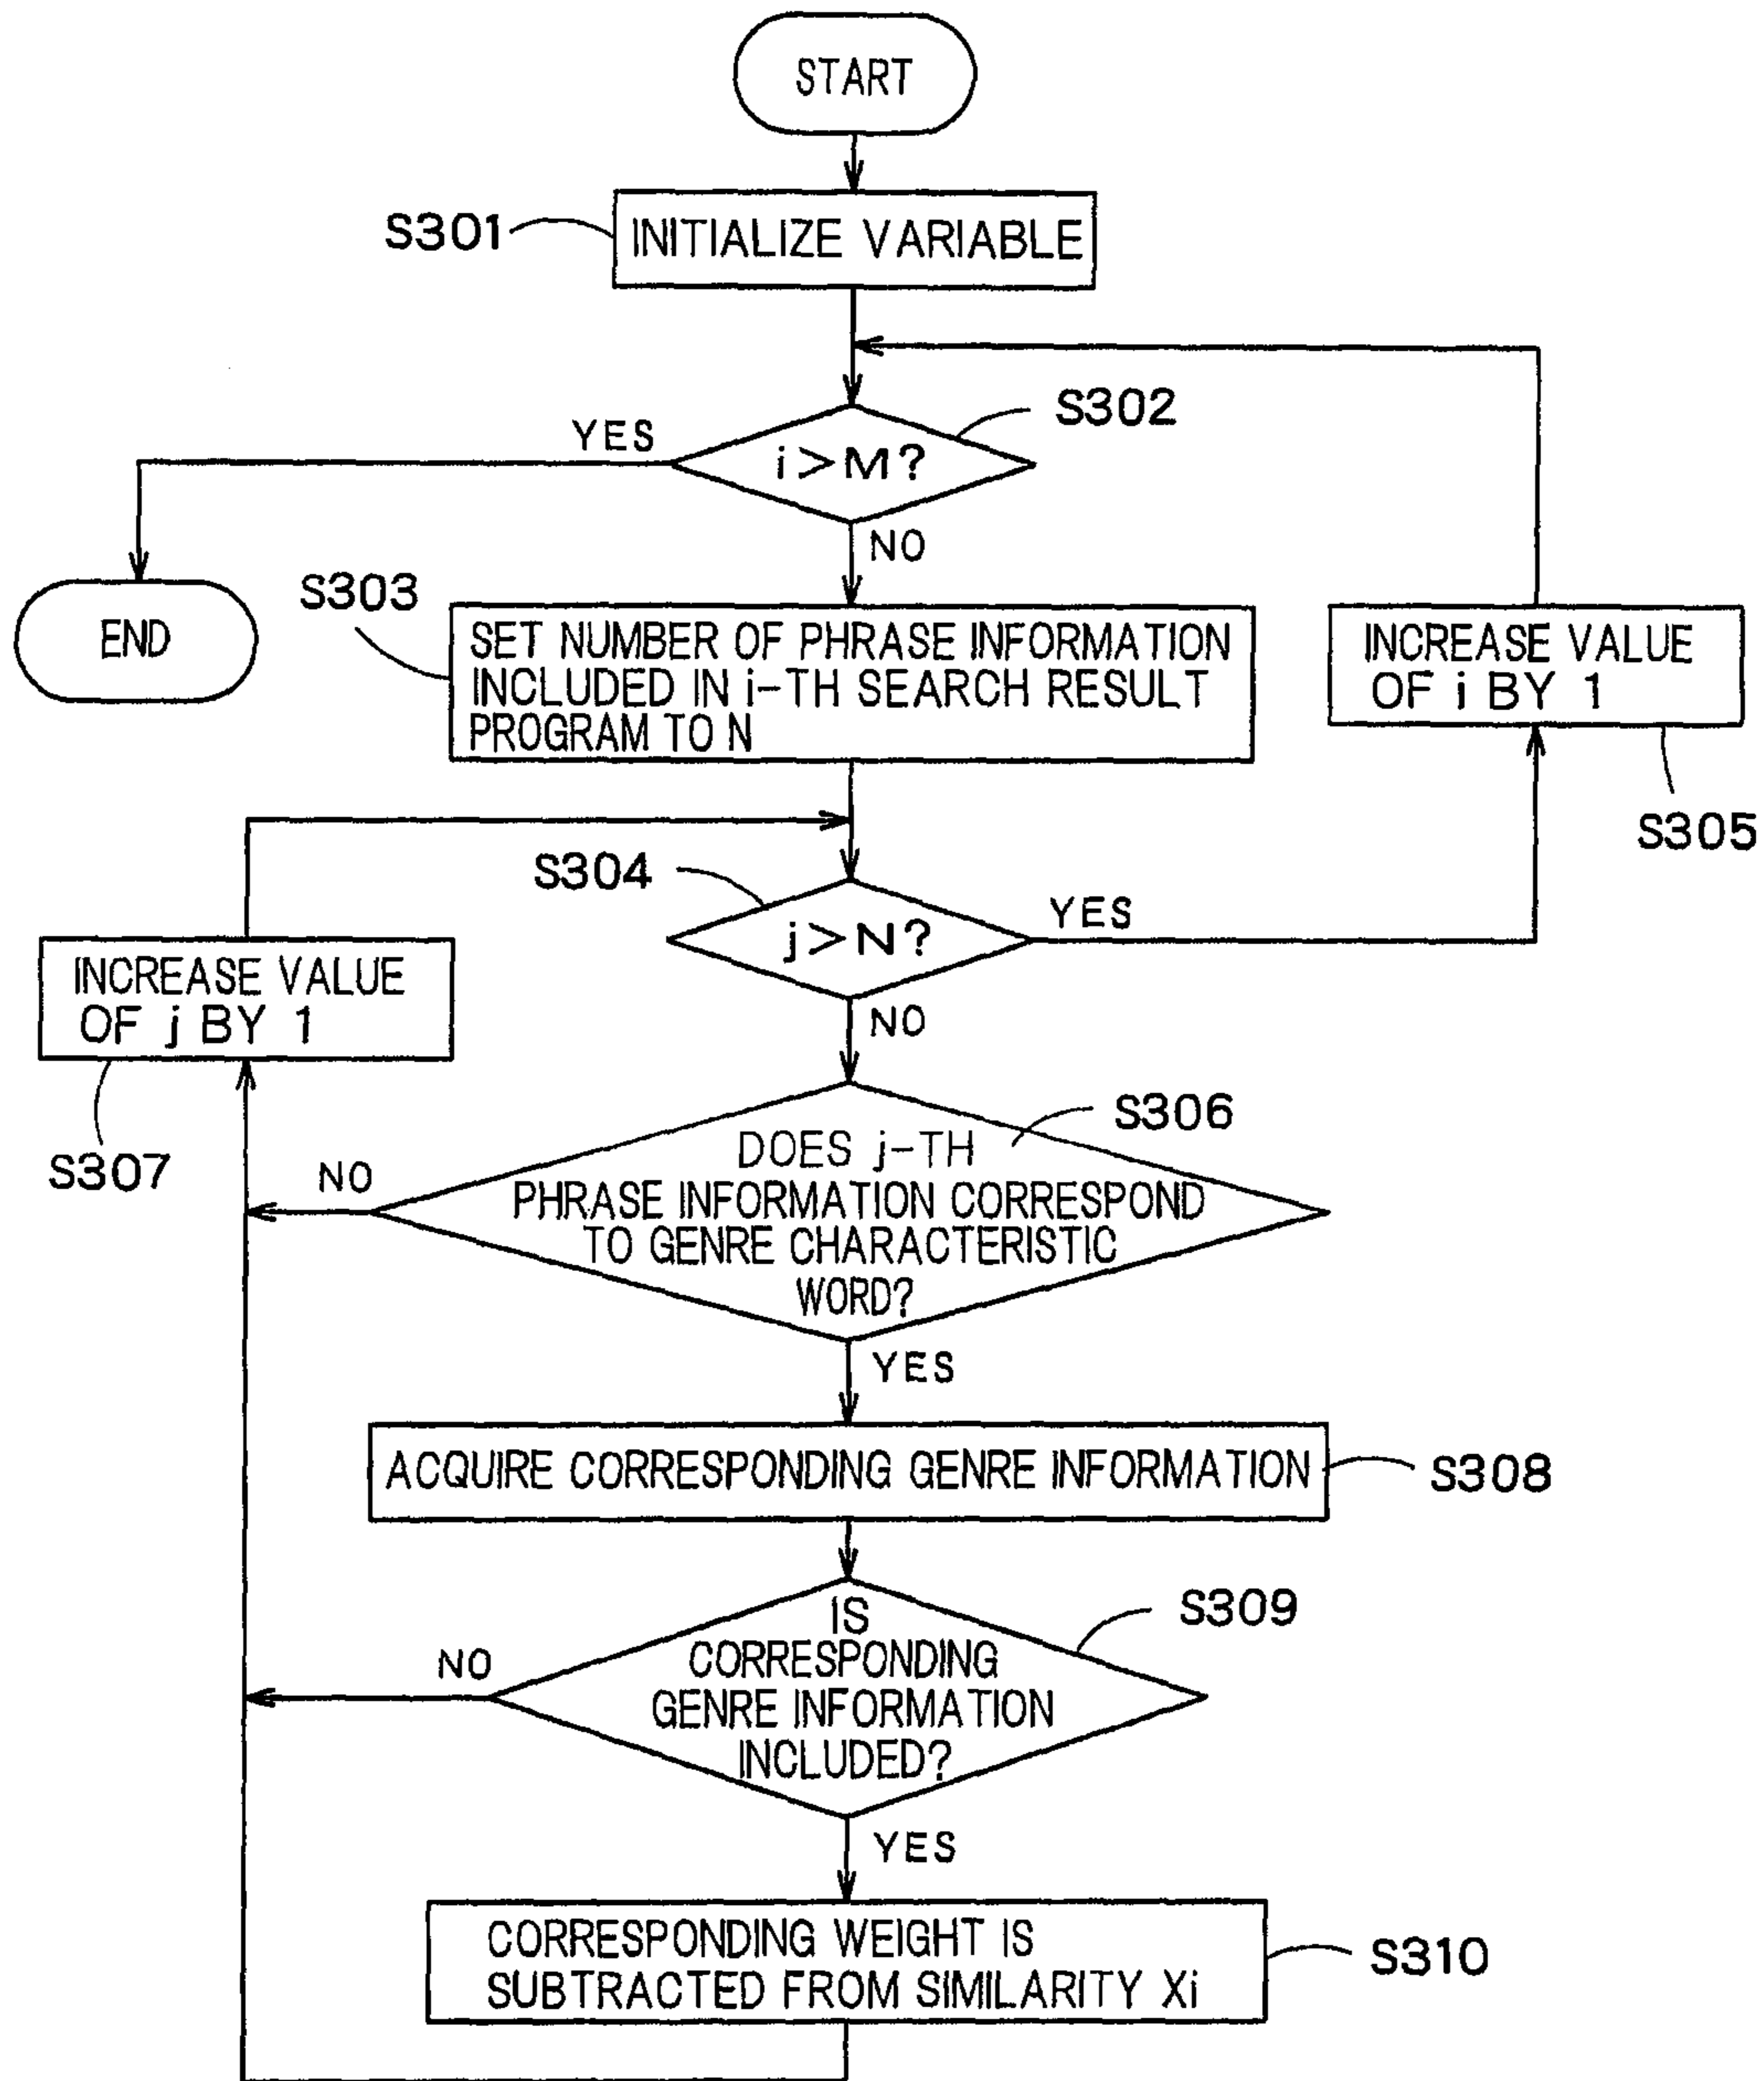 START
S301
INITIALIZE VARIABLE
S302
YES
i>M?
NO
S303
END
SET NUMBER OF PHRASE INFORMATION
INCLUDED IN i-TH SEARCH RESULT
PROGRAM TO N
INCREASE VALUE
OF i BY 1
S305
S304
j>N?
YES
NO
INCREASE VALUE
OF j BY 1
S307
S306
NO
DOES j-TH
PHRASE INFORMATION CORRESPOND
TO GENRE CHARACTERISTIC
WORD?
YES
ACQUIRE CORRESPONDING GENRE INFORMATION
S308
S309
NO
IS
CORRESPONDING
GENRE INFORMATION
INCLUDED?
YES
CORRESPONDING WEIGHT IS
SUBTRACTED FROM SIMILARITY Xi
S310